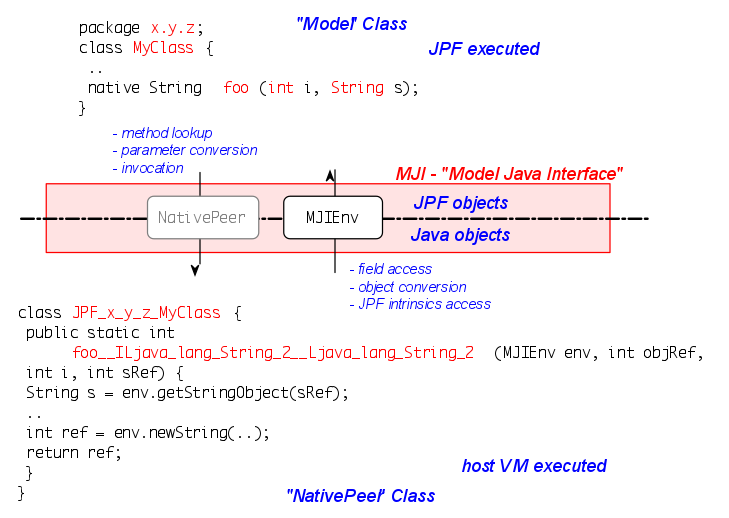 "Model" Class
package x.y.z;
class MyClass {
JPF executed
..
native String foo (int i, String s);
}
- method lookup
- parameter conversion
- invocation
MJI - "Model Java Interface"
JPF objects
NativePeer
MJIEnv
Java objects
- field access
- object conversion
- JPF intrinsics access
class JPF_x_y_z_MyClass {
public static int
foo__ILjava_lang_String_2__Ljava_lang_String_2 (MJIEnv env, int objRef,
int i, int sRef) {
String s = env.getStringObject(sRef);
..
int ref = env.newString(..);
return ref;
}
host VM executed
}
"NativePeer" Class